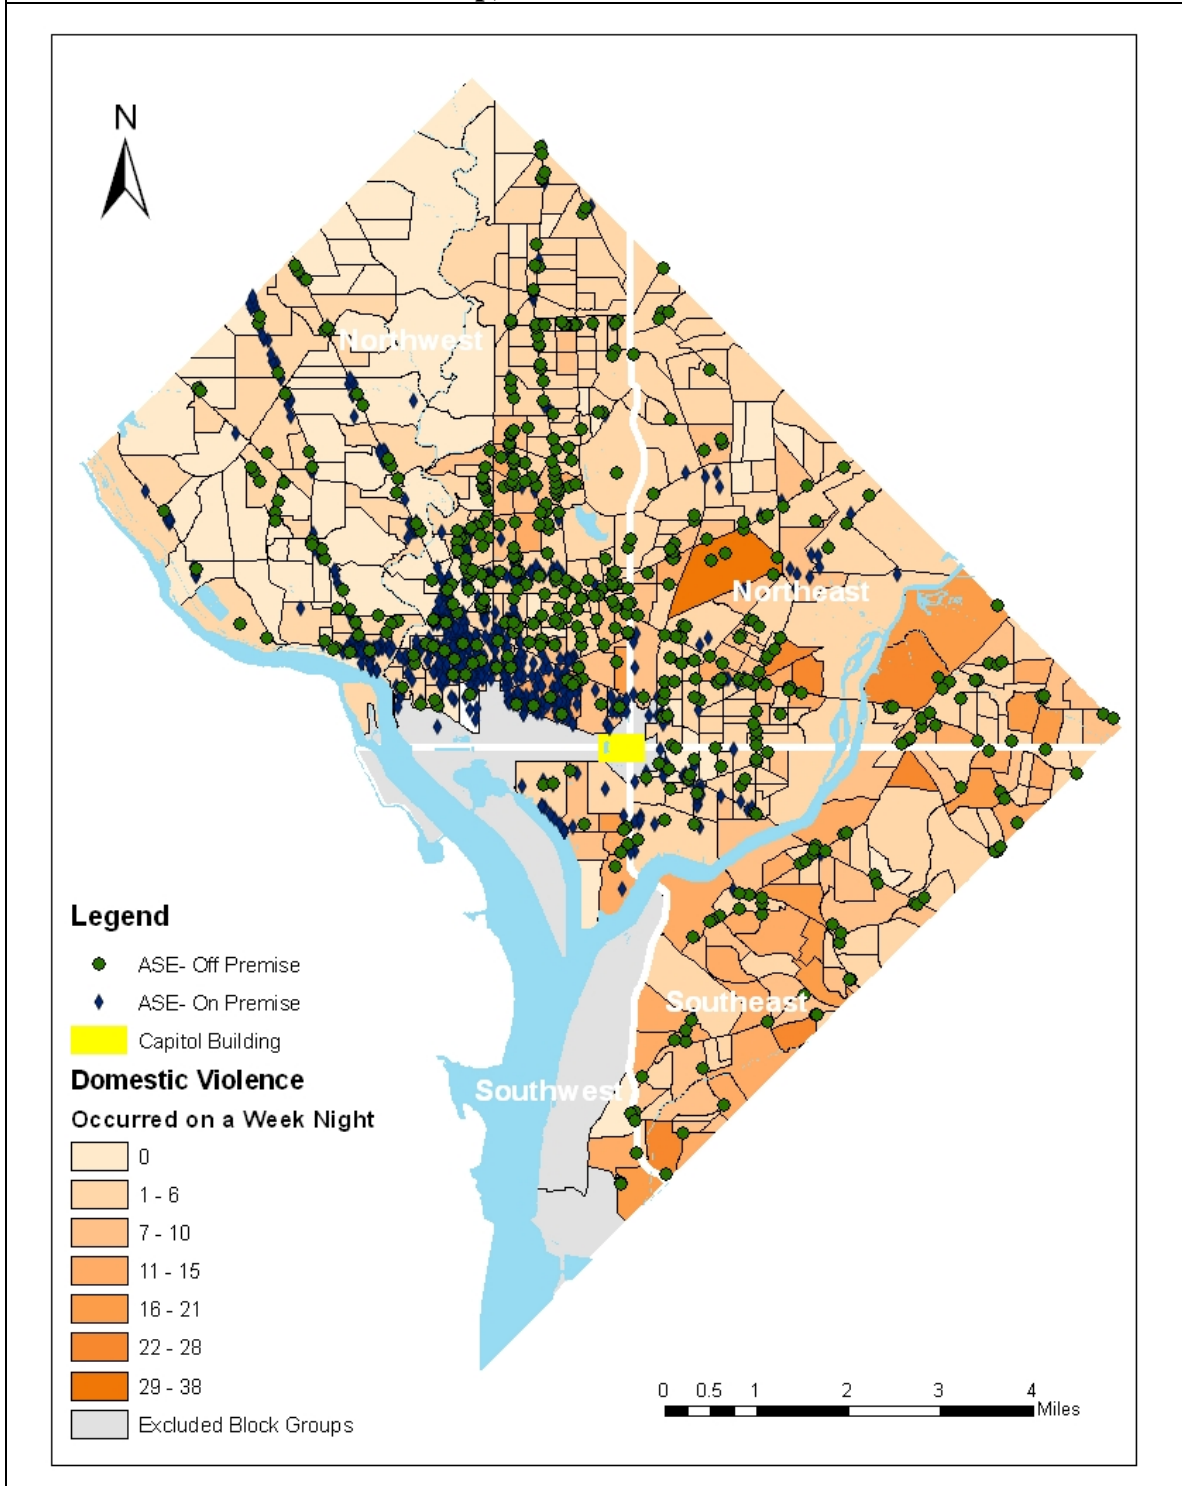 N
Northwest
Northeast
Southeast
Southwest
Legend
ASE- Off Premise
ASE- On Premise
Capitol Building
Domestic Violence
Occurred on a Week Night
0
1 - 6
7 - 10
11 - 15
16 - 21
22 - 28
29 - 38
Excluded Block Groups
0 0.5 1 2 3 4
Miles